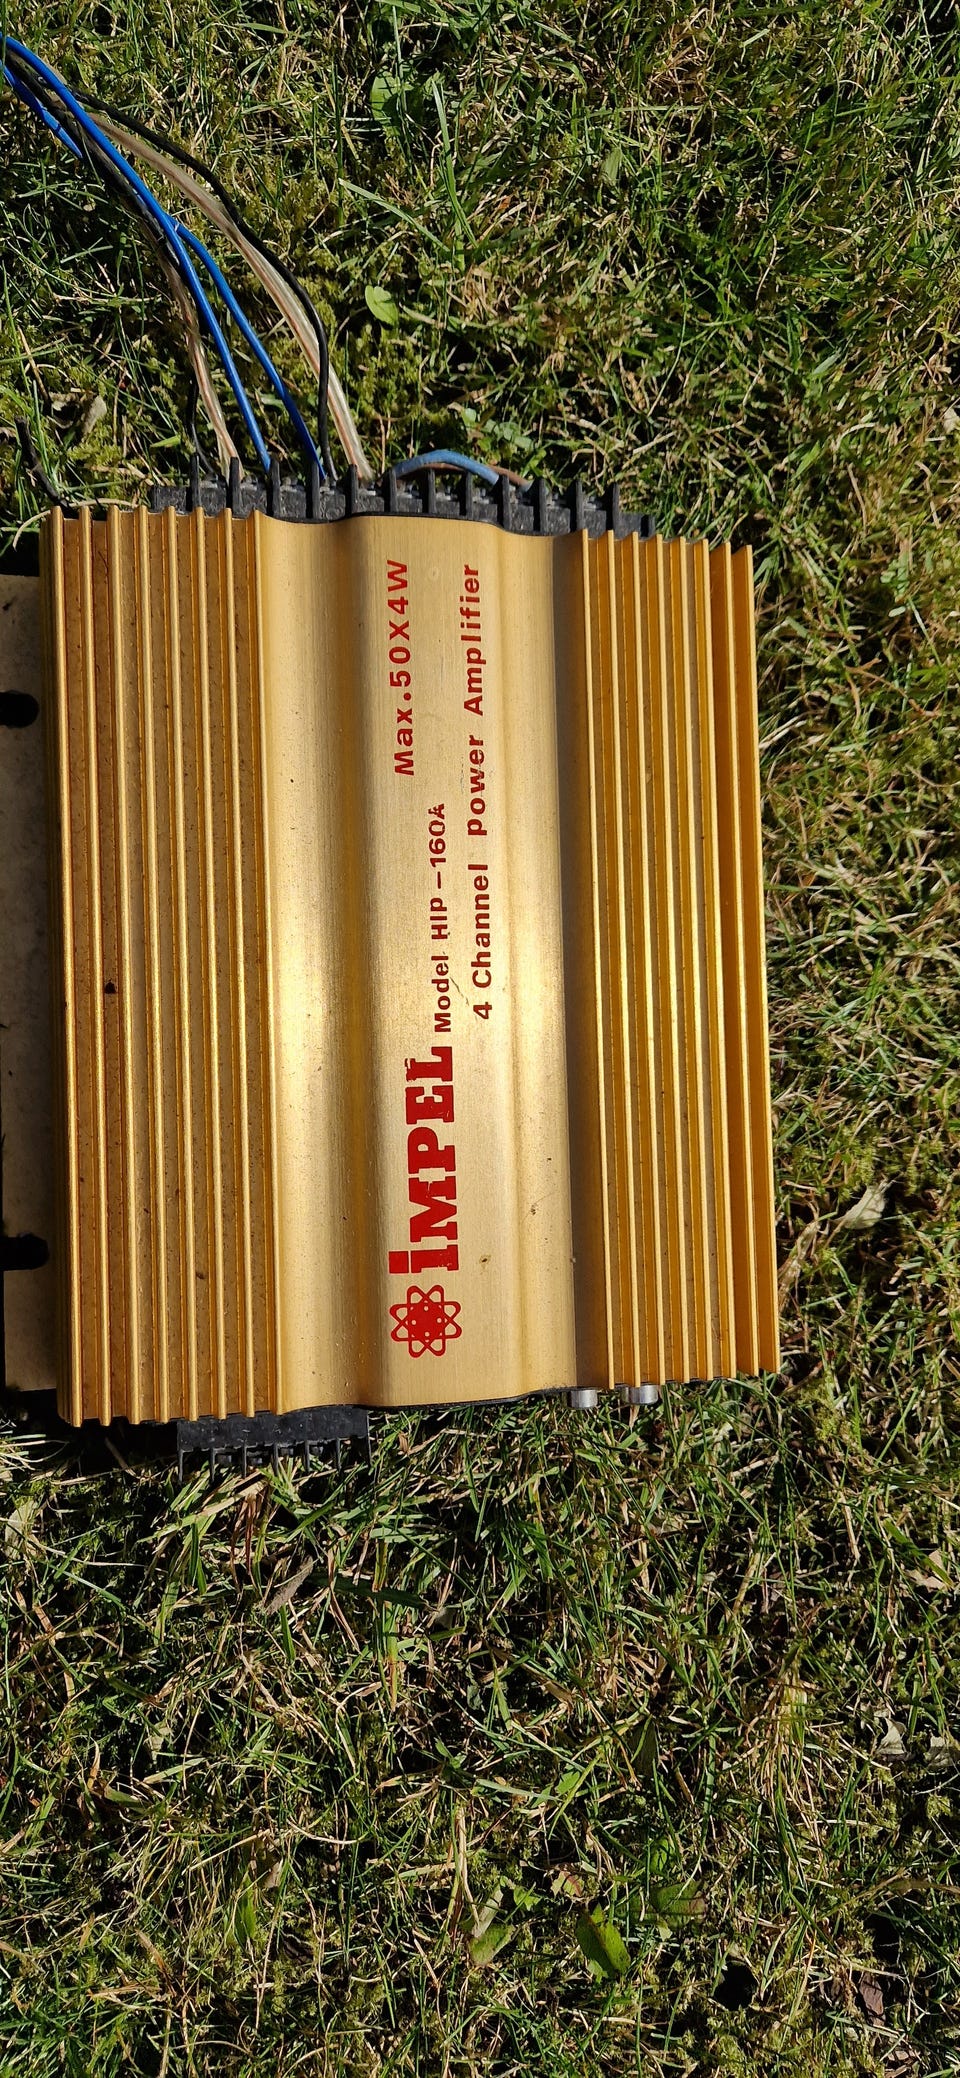 Max.50X4W
iMPEL Model HIP-160A
4 Channel power Amplifier